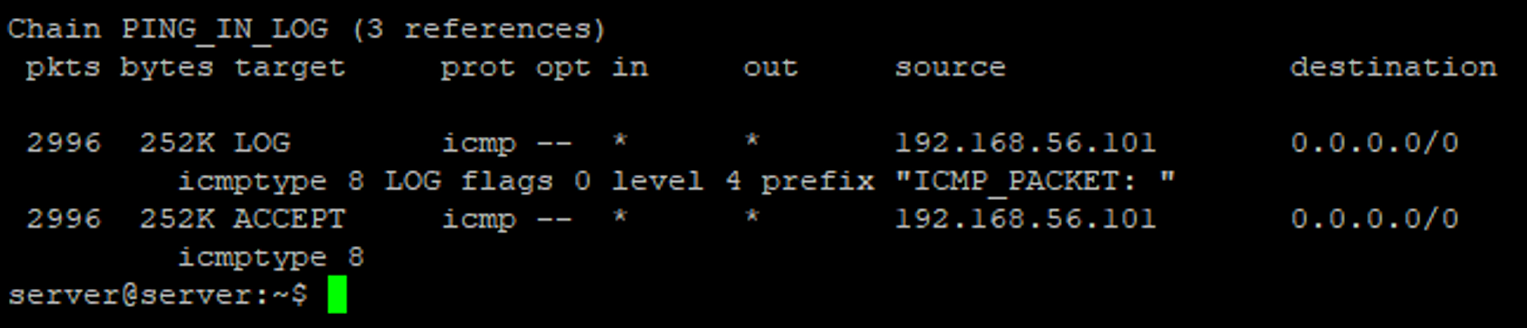 Chain PING_IN_LOG (3 references)
pkts bytes target prot opt in out source destination
2996 252K LOG icmp -- * * 192.168.56.101 0.0.0.0/0
icmptype 8 LOG flags 0 level 4 prefix "ICMP_PACKET: "
2996 252K ACCEPT icmp -- * * 192.168.56.101 0.0.0.0/0
icmptype 8
server@server:~$